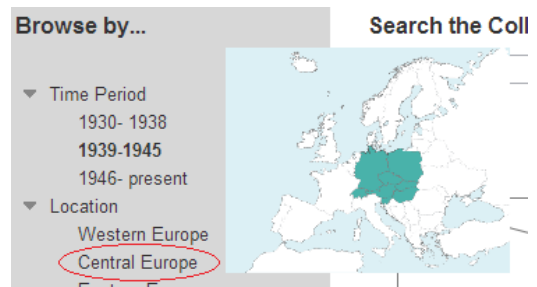 Browse by...
Search the Coll
Time Period
1930- 1938
1939-1945
1946- present
Location
Western Europe
Central Europe